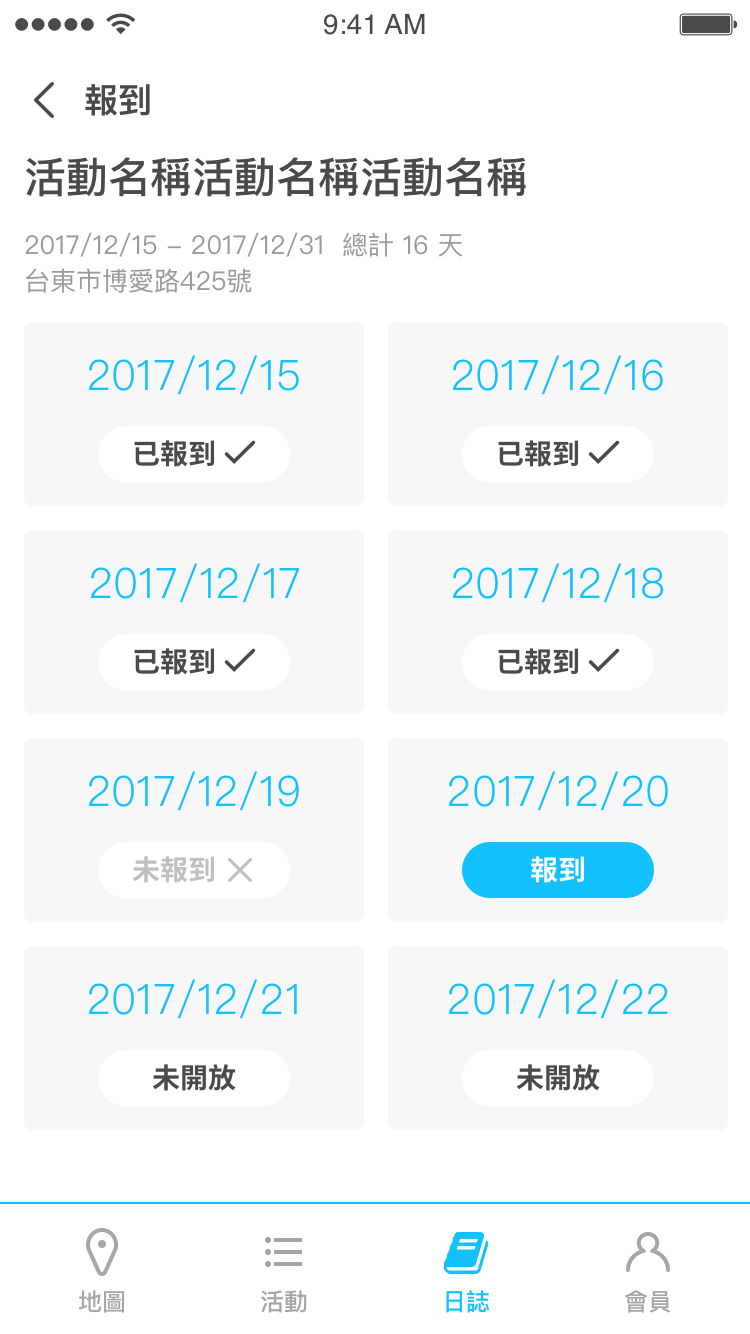 9:41 AM
報到
活動名稱活動名稱活動名稱
2017/12/15 – 2017/12/31 總計 16 天
台東市博愛路425號
2017/12/15
2017/12/16
已報到
已報到
2017/12/17
2017/12/18
已報到
已報到
2017/12/19
2017/12/20
未報到
報到
2017/12/21
2017/12/22
未開放
未開放
地圖
活動
日誌
會員